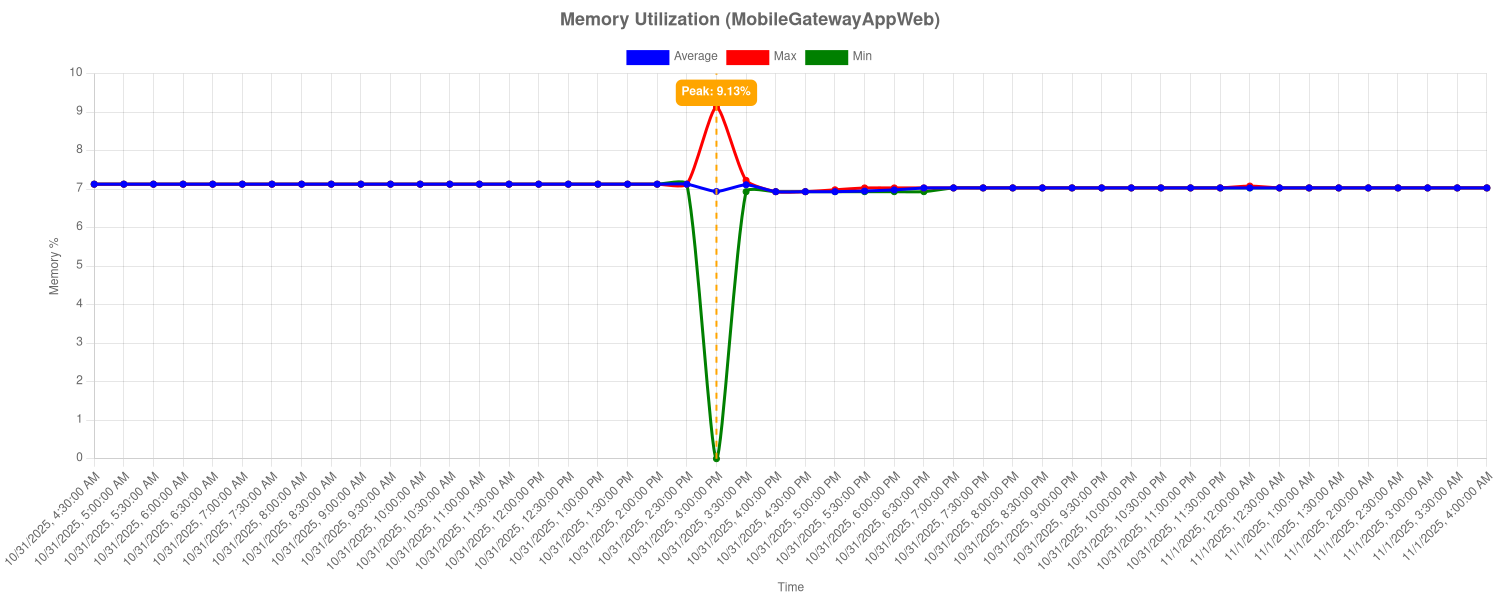 Memory Utilization (MobileGatewayAppWeb)
Average Max Min
Peak: 9.13%
10
9
8
7
6
5
4
3
2
1
0
Memory %
10/31/2025, 4:30:00 AM
10/31/2025, 5:00:00 AM
10/31/2025, 5:30:00 AM
10/31/2025, 6:00:00 AM
10/31/2025, 6:30:00 AM
10/31/2025, 7:00:00 AM
10/31/2025, 7:30:00 AM
10/31/2025, 8:00:00 AM
10/31/2025, 8:30:00 AM
10/31/2025, 9:00:00 AM
10/31/2025, 9:30:00 AM
10/31/2025, 10:00:00 AM
10/31/2025, 10:30:00 AM
10/31/2025, 11:00:00 AM
10/31/2025, 11:30:00 AM
10/31/2025, 12:00:00 PM
10/31/2025, 12:30:00 PM
10/31/2025, 1:00:00 PM
10/31/2025, 1:30:00 PM
10/31/2025, 2:00:00 PM
10/31/2025, 2:30:00 PM
10/31/2025, 3:00:00 PM
10/31/2025, 3:30:00 PM
10/31/2025, 4:00:00 PM
10/31/2025, 4:30:00 PM
10/31/2025, 5:00:00 PM
10/31/2025, 5:30:00 PM
10/31/2025, 6:00:00 PM
10/31/2025, 6:30:00 PM
10/31/2025, 7:00:00 PM
10/31/2025, 7:30:00 PM
10/31/2025, 8:00:00 PM
10/31/2025, 8:30:00 PM
10/31/2025, 9:00:00 PM
10/31/2025, 9:30:00 PM
10/31/2025, 10:00:00 PM
10/31/2025, 10:30:00 PM
10/31/2025, 11:00:00 PM
10/31/2025, 11:30:00 PM
11/1/2025, 12:00:00 AM
11/1/2025, 12:30:00 AM
11/1/2025, 1:00:00 AM
11/1/2025, 1:30:00 AM
11/1/2025, 2:00:00 AM
11/1/2025, 2:30:00 AM
11/1/2025, 3:00:00 AM
11/1/2025, 3:30:00 AM
11/1/2025, 4:00:00 AM
Time